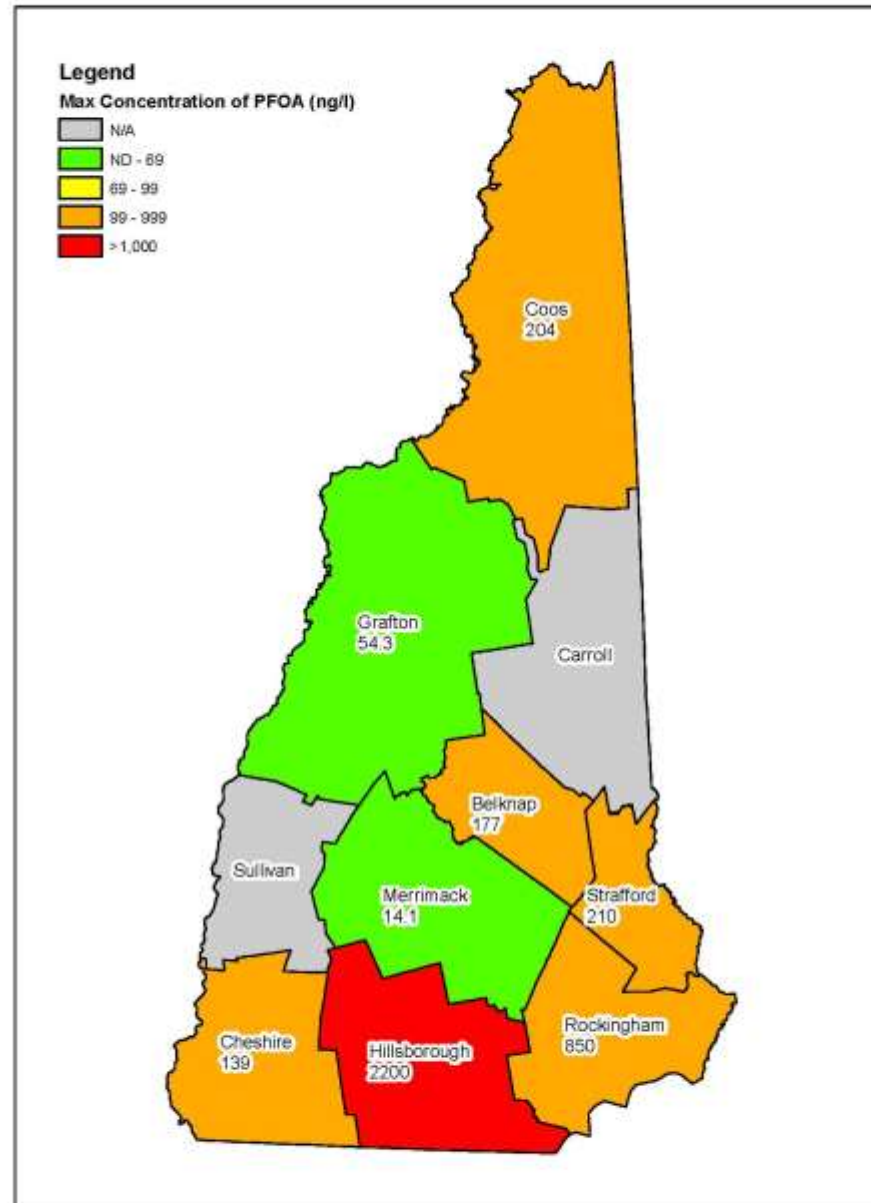 Legend
Max Concentration of PFOA (ng/l)
N/A
ND - 69
69 - 99
99 - 999
>1,000
Coos
204
Grafton
54.3
Carroll
Belknap
177
Sullivan
Merrimack
14.1
Strafford
210
Cheshire
139
Hillsborough
2200
Rockingham
850